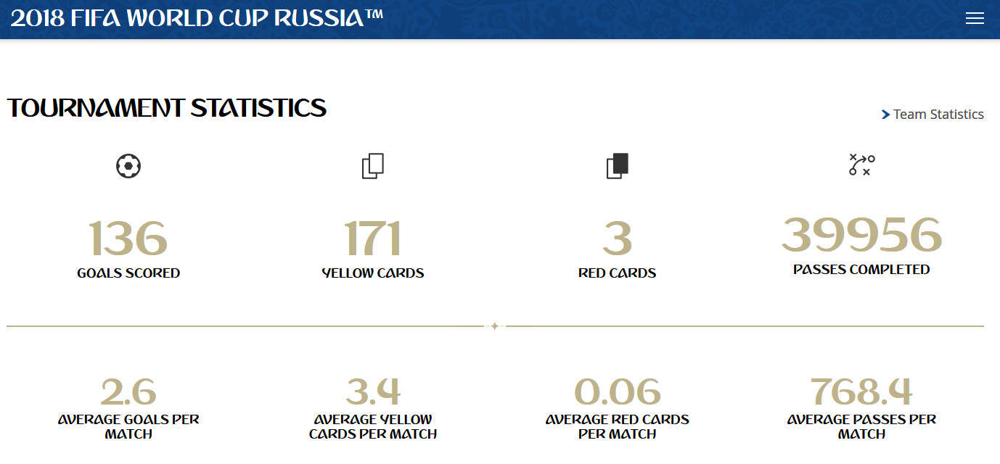 2018 FIFA WORLD CUP RUSSIA™
TOURNAMENT STATISTICS
Team Statistics
136
GOALS SCORED
171
YELLOW CARDS
3
RED CARDS
39956
PASSES COMPLETED
2.6
AVERAGE GOALS PER
MATCH
3.4
AVERAGE YELLOW
CARDS PER MATCH
0.06
AVERAGE RED CARDS
PER MATCH
768.4
AVERAGE PASSES PER
MATCH